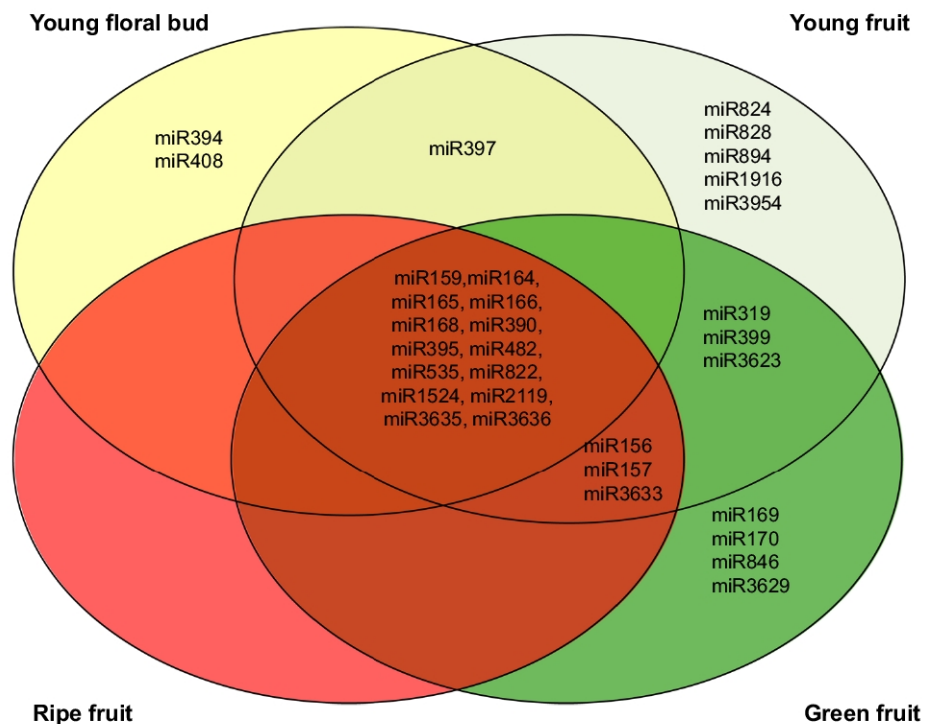 Young floral bud
Young fruit
miR394
miR408
miR397
miR824
miR828
miR894
miR1916
miR3954
miR159,miR164,
miR165, miR166,
miR168, miR390,
miR395, miR482,
miR535, miR822,
miR1524, miR2119,
miR3635, miR3636
miR319
miR399
miR3623
miR156
miR157
miR3633
miR169
miR170
miR846
miR3629
Ripe fruit
Green fruit